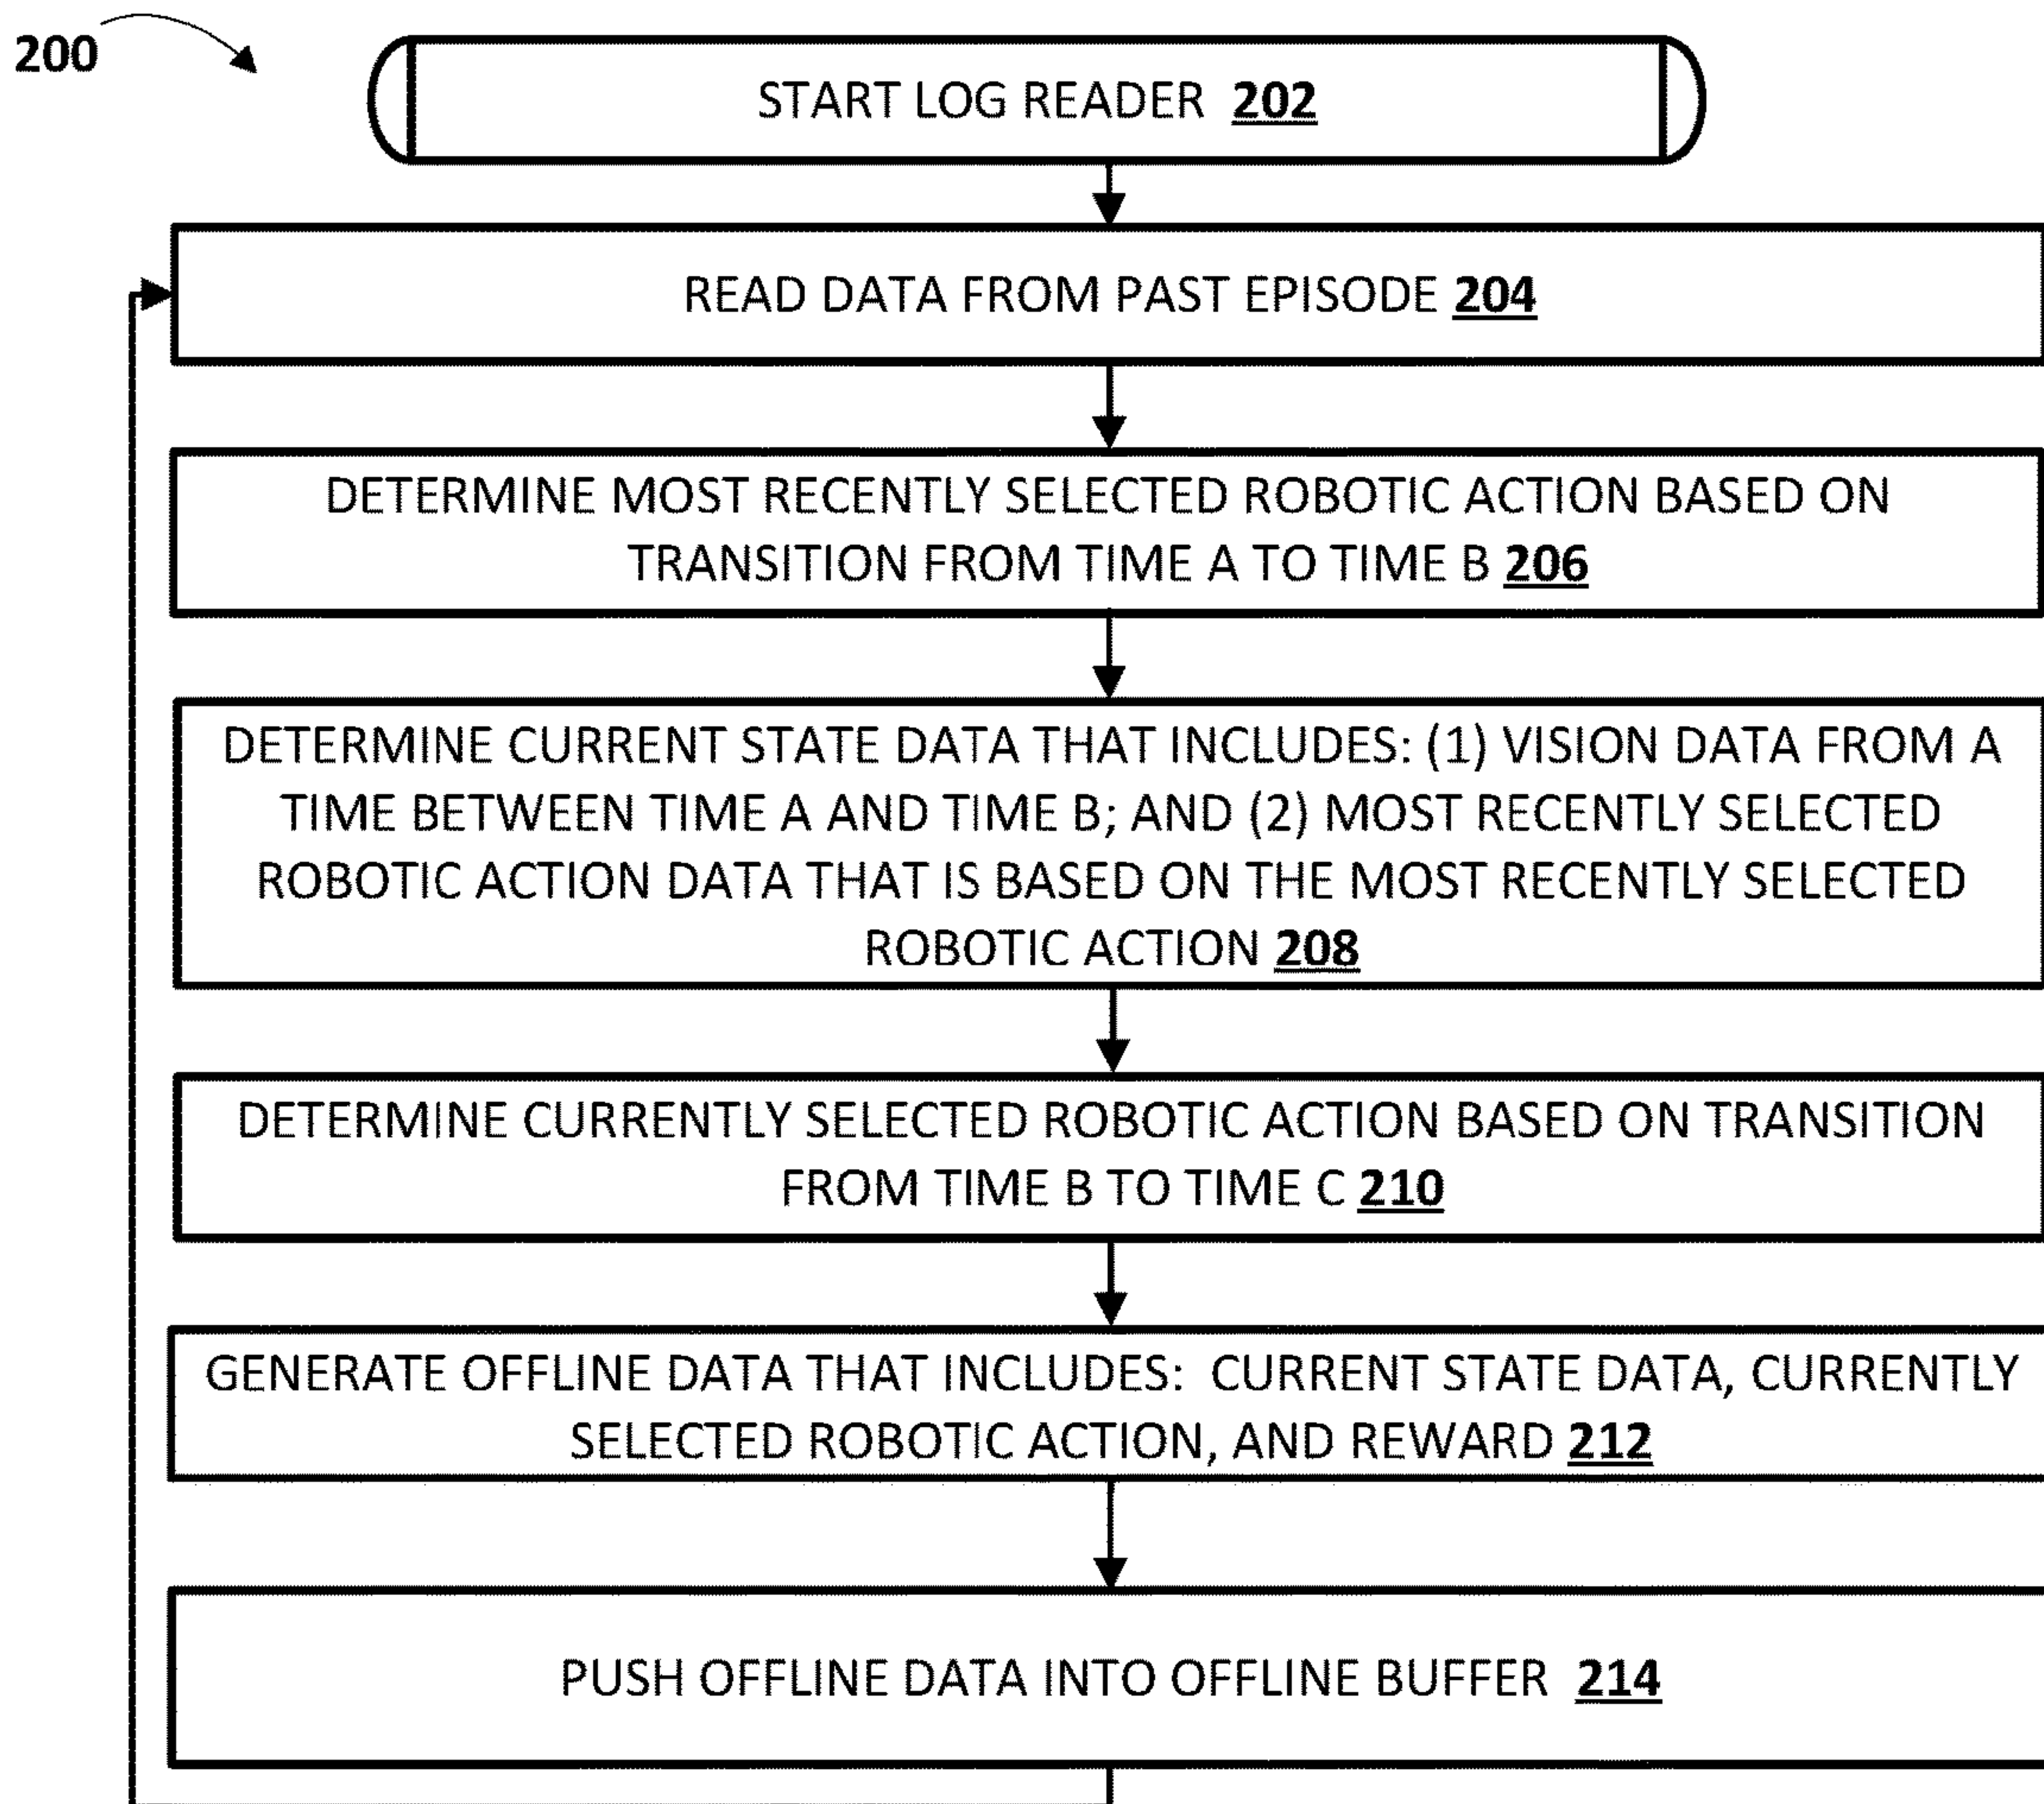 200
START LOG READER 202
READ DATA FROM PAST EPISODE 204
DETERMINE MOST RECENTLY SELECTED ROBOTIC ACTION BASED ON
TRANSITION FROM TIME A TO TIME B 206
DETERMINE CURRENT STATE DATA THAT INCLUDES: (1) VISION DATA FROM A
TIME BETWEEN TIME A AND TIME B; AND (2) MOST RECENTLY SELECTED
ROBOTIC ACTION DATA THAT IS BASED ON THE MOST RECENTLY SELECTED
ROBOTIC ACTION 208
DETERMINE CURRENTLY SELECTED ROBOTIC ACTION BASED ON TRANSITION
FROM TIME B TO TIME C 210
GENERATE OFFLINE DATA THAT INCLUDES: CURRENT STATE DATA, CURRENTLY
SELECTED ROBOTIC ACTION, AND REWARD 212
PUSH OFFLINE DATA INTO OFFLINE BUFFER 214